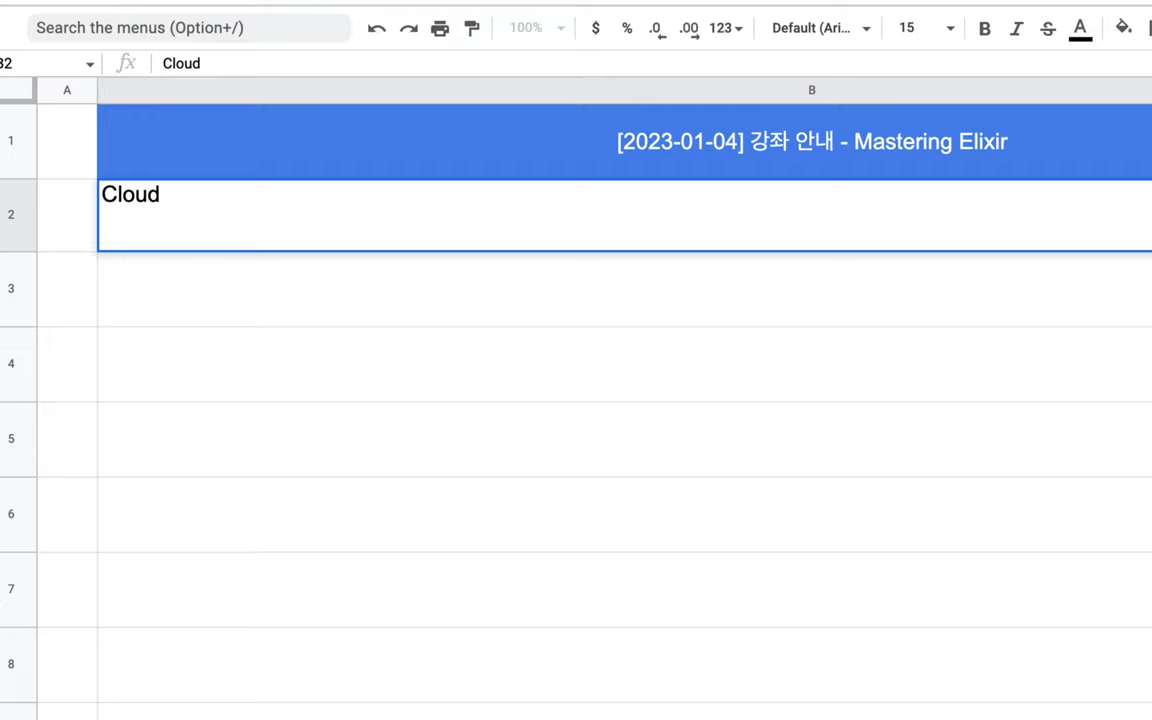 Search the menus (Option+/)
100%
$ % .0 .00 123
Default (Ari...
15
B I S A
fx Cloud
A B
1 [2023-01-04] 강좌 안내 - Mastering Elixir
2 Cloud
3
4
5
6
7
8